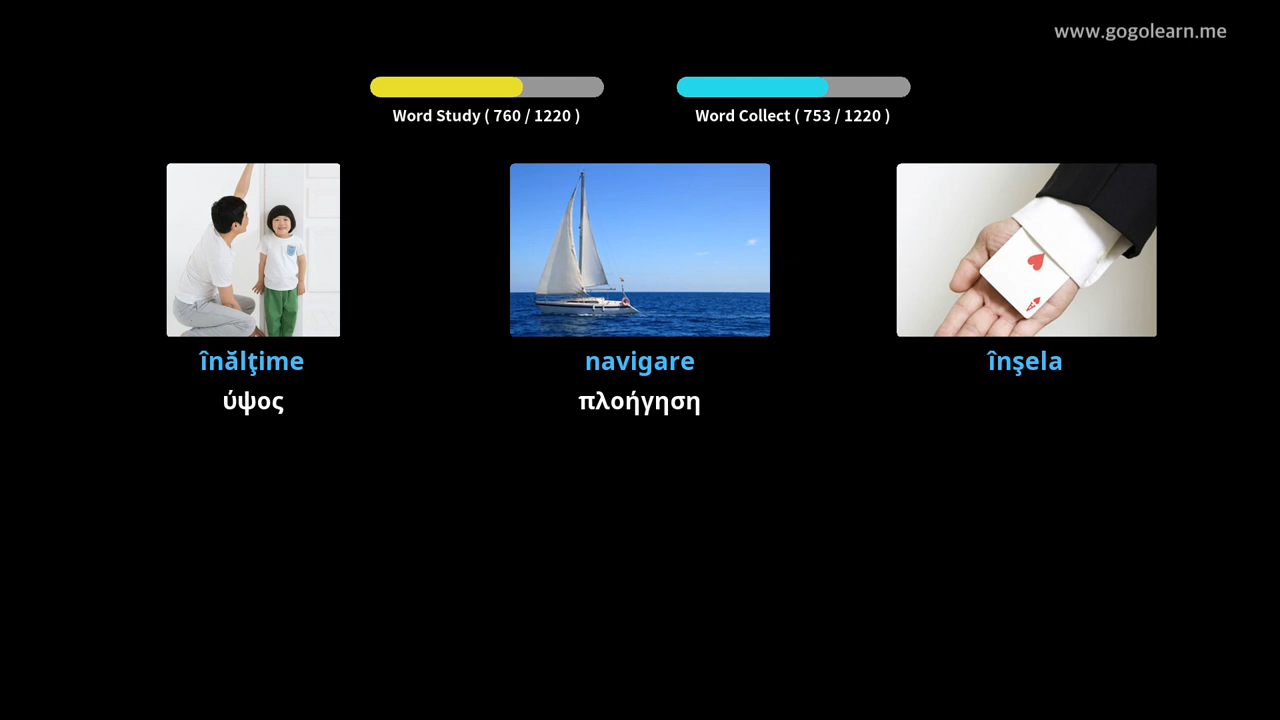 www.gogolearn.me
Word Study ( 760 / 1220 )
Word Collect ( 753 / 1220 )
înălţime
navigare
înşela
ύψος
πλοήγηση